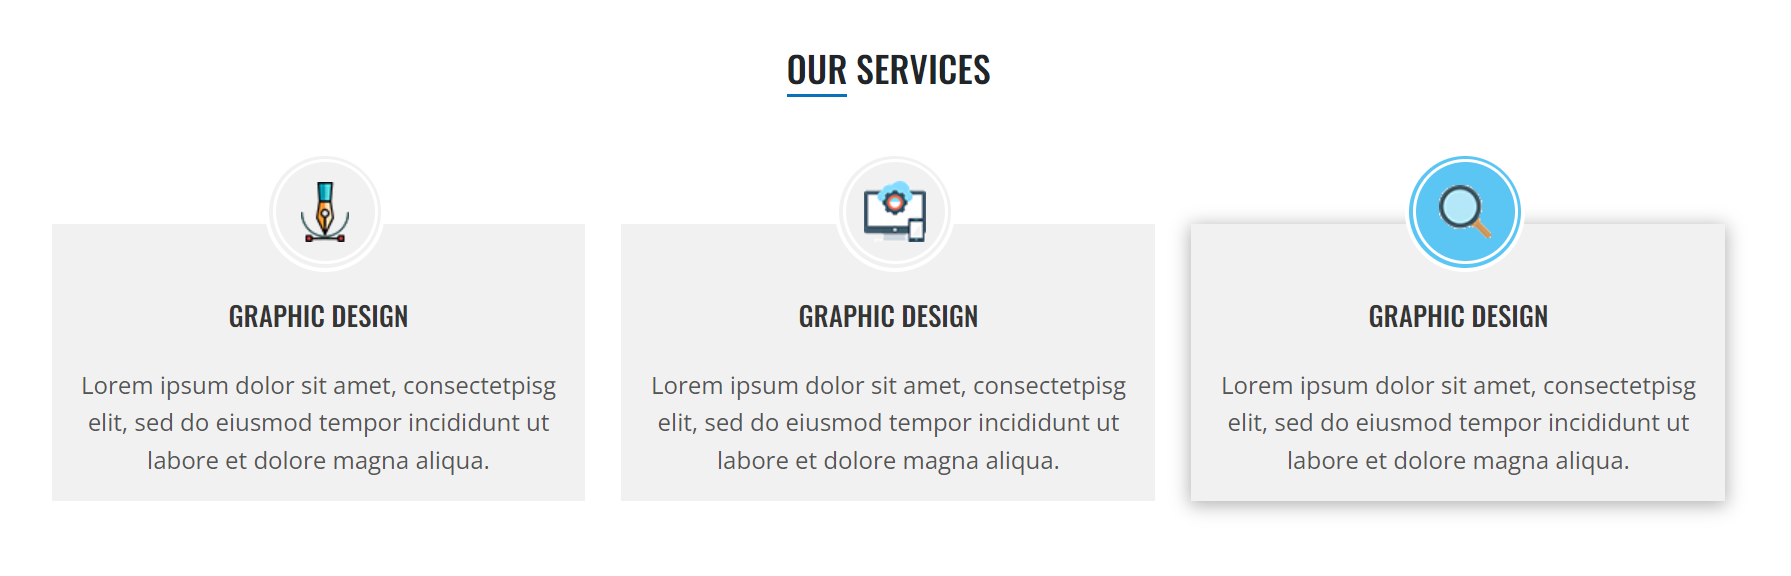 OUR SERVICES
GRAPHIC DESIGN
Lorem ipsum dolor sit amet, consectetpisg
elit, sed do eiusmod tempor incididunt ut
labore et dolore magna aliqua.
GRAPHIC DESIGN
Lorem ipsum dolor sit amet, consectetpisg
elit, sed do eiusmod tempor incididunt ut
labore et dolore magna aliqua.
GRAPHIC DESIGN
Lorem ipsum dolor sit amet, consectetpisg
elit, sed do eiusmod tempor incididunt ut
labore et dolore magna aliqua.